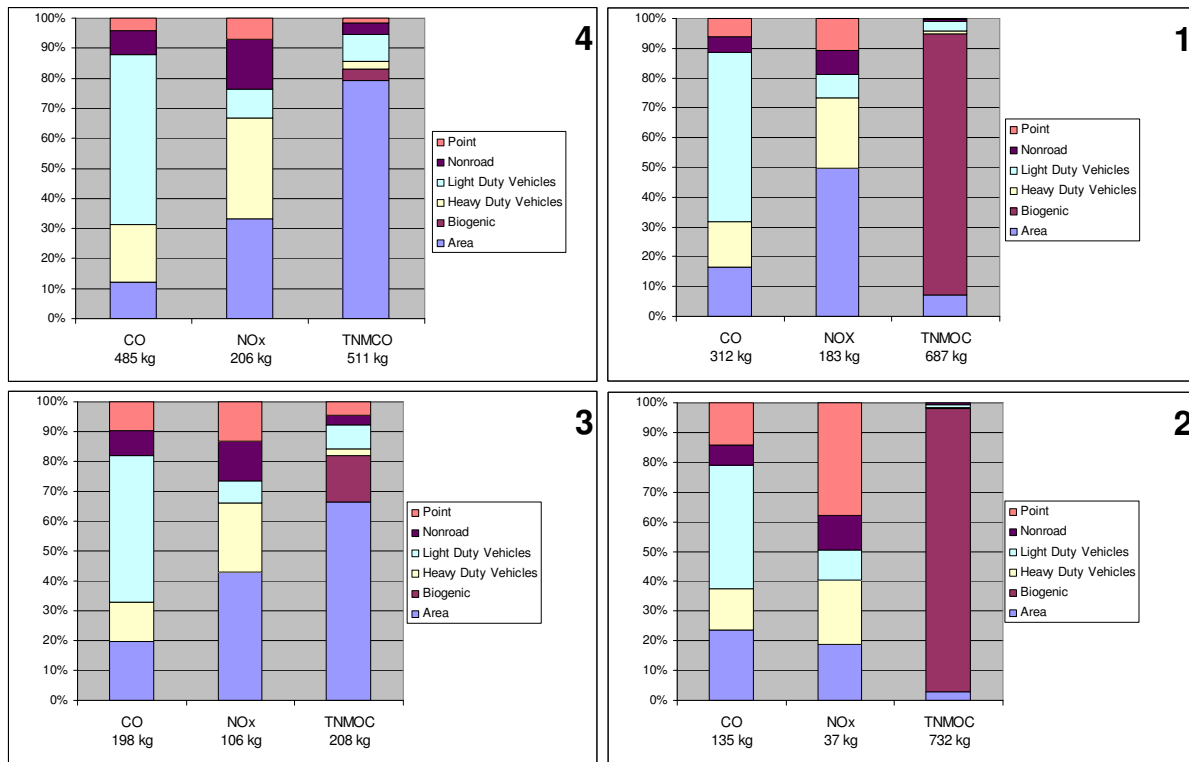 4
100%
90%
80%
70%
60%
50%
40%
30%
20%
10%
0%
CO NOx TNMCO
485 kg 206 kg 511 kg
Point
Nonroad
Light Duty Vehicles
Heavy Duty Vehicles
Biogenic
Area
1
100%
90%
80%
70%
60%
50%
40%
30%
20%
10%
0%
CO NOX TNMOC
312 kg 183 kg 687 kg
Point
Nonroad
Light Duty Vehicles
Heavy Duty Vehicles
Biogenic
Area
3
100%
90%
80%
70%
60%
50%
40%
30%
20%
10%
0%
CO NOx TNMOC
198 kg 106 kg 208 kg
Point
Nonroad
Light Duty Vehicles
Heavy Duty Vehicles
Biogenic
Area
2
100%
90%
80%
70%
60%
50%
40%
30%
20%
10%
0%
CO NOx TNMOC
135 kg 37 kg 732 kg
Point
Nonroad
Light Duty Vehicles
Heavy Duty Vehicles
Biogenic
Area